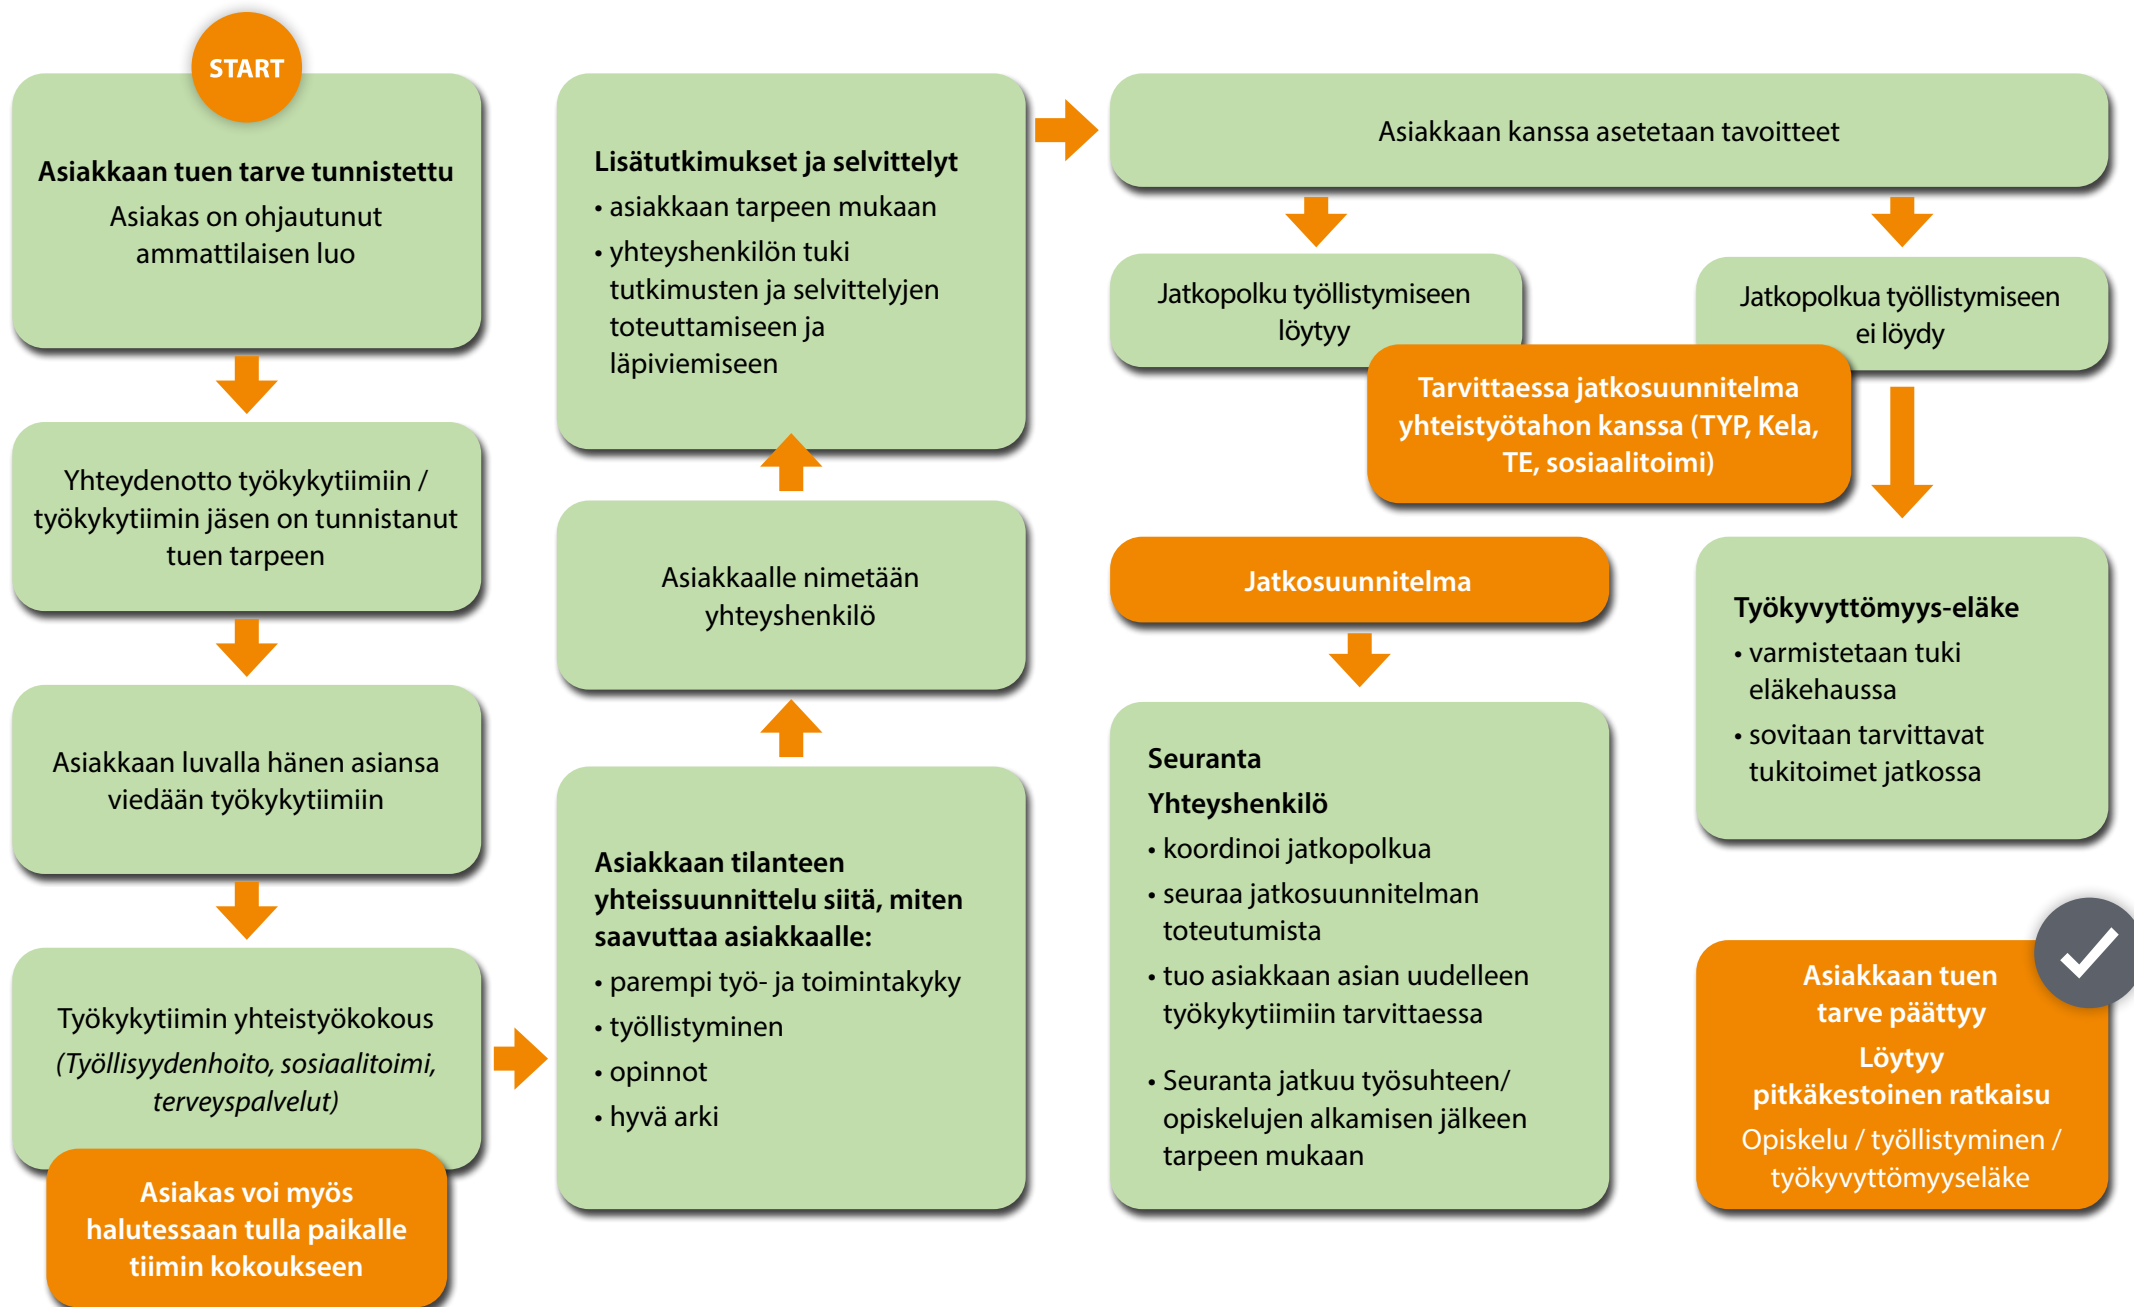 START
Asiakkaan tuen tarve tunnistettu
Asiakas on ohjautunut
ammattilaisen luo
Yhteydenotto työkykytiimiin /
työkykytiimin jäsen on tunnistanut
tuen tarpeen
Asiakkaan luvalla hänen asiansa
viedään työkykytiimiin
Työkykytiimin yhteistyökokous
(Työllisyydenhoito, sosiaalitoimi,
terveyspalvelut)
Asiakas voi myös
halutessaan tulla paikalle
tiimin kokoukseen
Asiakkaan tilanteen
yhteissuunnittelu siitä, miten
saavuttaa asiakkaalle:
• parempi työ- ja toimintakyky
• työllistyminen
• opinnot
• hyvä arki
Asiakkaalle nimetään
yhteyshenkilö
Lisätutkimukset ja selvittelyt
• asiakkaan tarpeen mukaan
• yhteyshenkilön tuki
tutkimusten ja selvittelyjen
toteuttamiseen ja
läpiviemiseen
Asiakkaan kanssa asetetaan tavoitteet
Jatkopolku työllistymiseen
löytyy
Jatkopolkua työllistymiseen
ei löydy
Tarvittaessa jatkosuunnitelma
yhteistyötahon kanssa (TYP, Kela,
TE, sosiaalitoimi)
Jatkosuunnitelma
Seuranta
Yhteyshenkilö
• koordinoi jatkopolkua
• seuraa jatkosuunnitelman
toteutumista
• tuo asiakkaan asian uudelleen
työkykytiimiin tarvittaessa
• Seuranta jatkuu työsuhteen/
opiskelujen alkamisen jälkeen
tarpeen mukaan
Työkyvyttömyys-eläke
• varmistetaan tuki
eläkehaussa
• sovitaan tarvittavat
tukitoimet jatkossa
Asiakkaan tuen
tarve päättyy
Löytyy
pitkäkestoinen ratkaisu
Opiskelu / työllistyminen /
työkyvyttömyyseläke